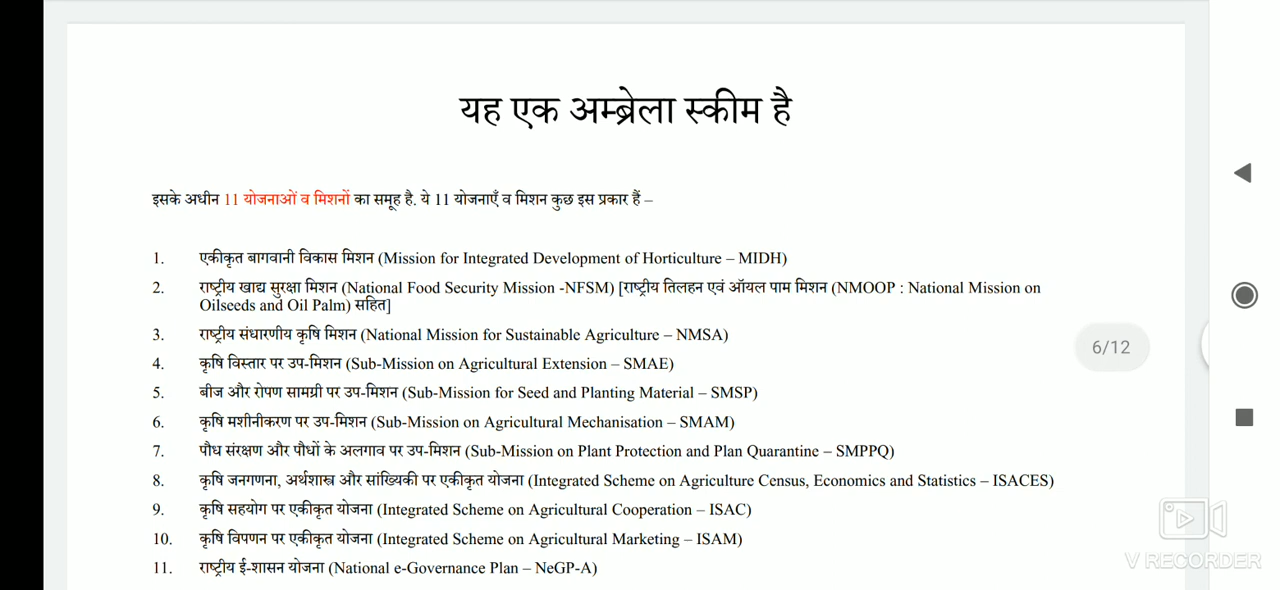 यह एक अम्ब्रेला स्कीम है
इसके अधीन 11 योजनाओं व मिशनों का समूह है. ये 11 योजनाएँ व मिशन कुछ इस प्रकार हैं –
1. एकीकृत बागवानी विकास मिशन (Mission for Integrated Development of Horticulture – MIDH)
2. राष्ट्रीय खाद्य सुरक्षा मिशन (National Food Security Mission -NFSM) [राष्ट्रीय तिलहन एवं ऑयल पाम मिशन (NMOOP : National Mission on
Oilseeds and Oil Palm) सहित]
3. राष्ट्रीय संधारणीय कृषि मिशन (National Mission for Sustainable Agriculture – NMSA)
4. कृषि विस्तार पर उप-मिशन (Sub-Mission on Agricultural Extension – SMAE)
5. बीज और रोपण सामग्री पर उप-मिशन (Sub-Mission for Seed and Planting Material – SMSP)
6. कृषि मशीनीकरण पर उप-मिशन (Sub-Mission on Agricultural Mechanisation – SMAM)
7. पौध संरक्षण और पौधों के अलगाव पर उप-मिशन (Sub-Mission on Plant Protection and Plan Quarantine – SMPPQ)
8. कृषि जनगणना, अर्थशास्त्र और सांख्यिकी पर एकीकृत योजना (Integrated Scheme on Agriculture Census, Economics and Statistics – ISACES)
9. कृषि सहयोग पर एकीकृत योजना (Integrated Scheme on Agricultural Cooperation – ISAC)
10. कृषि विपणन पर एकीकृत योजना (Integrated Scheme on Agricultural Marketing – ISAM)
11. राष्ट्रीय ई-शासन योजना (National e-Governance Plan – NeGP-A)
6/12
V RECORDER